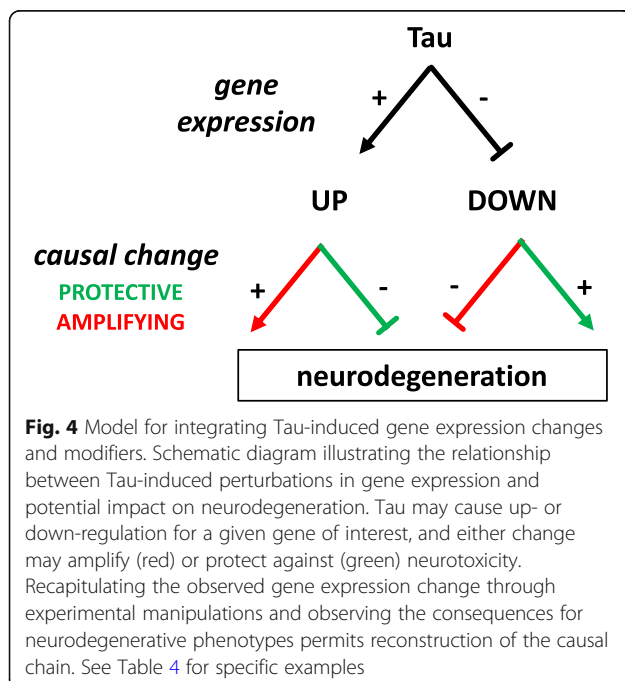 Tau
gene
expression
+ -
UP DOWN
causal change
PROTECTIVE
AMPLIFYING
+ - - +
neurodegeneration
Fig. 4 Model for integrating Tau-induced gene expression changes
and modifiers. Schematic diagram illustrating the relationship
between Tau-induced perturbations in gene expression and
potential impact on neurodegeneration. Tau may cause up- or
down-regulation for a given gene of interest, and either change
may amplify (red) or protect against (green) neurotoxicity.
Recapitulating the observed gene expression change through
experimental manipulations and observing the consequences for
neurodegenerative phenotypes permits reconstruction of the causal
chain. See Table 4 for specific examples